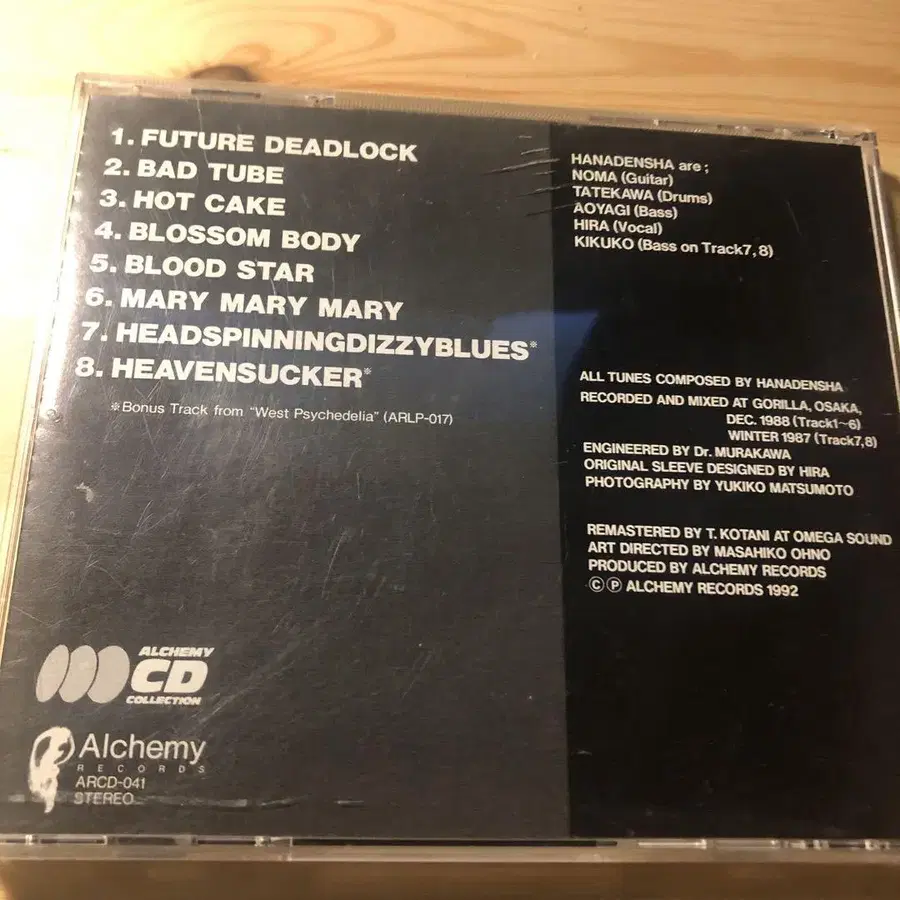 1. FUTURE DEADLOCK
2. BAD TUBE
3. HOT CAKE
4. BLOSSOM BODY
5. BLOOD STAR
6. MARY MARY MARY
7. HEADSPINNINGDIZZYBLUES※
8. HEAVENSUCKER※
※Bonus Track from "West Psychedelia" (ARLP-017)
HANADENSHA are ;
NOMA (Guitar)
TATEKAWA (Drums)
AOYAGI (Bass)
HIRA (Vocal)
KIKUKO (Bass on Track7, 8)
ALL TUNES COMPOSED BY HANADENSHA
RECORDED AND MIXED AT GORILLA, OSAKA,
DEC. 1988 (Track1~6)
WINTER 1987 (Track7,8)
ENGINEERED BY Dr. MURAKAWA
ORIGINAL SLEEVE DESIGNED BY HIRA
PHOTOGRAPHY BY YUKIKO MATSUMOTO
REMASTERED BY T. KOTANI AT OMEGA SOUND
ART DIRECTED BY MASAHIKO OHNO
PRODUCED BY ALCHEMY RECORDS
Ⓒ Ⓟ ALCHEMY RECORDS 1992
ALCHEMY
CD
COLLECTION
Alchemy
RECORDS
ARCD-041
STEREO